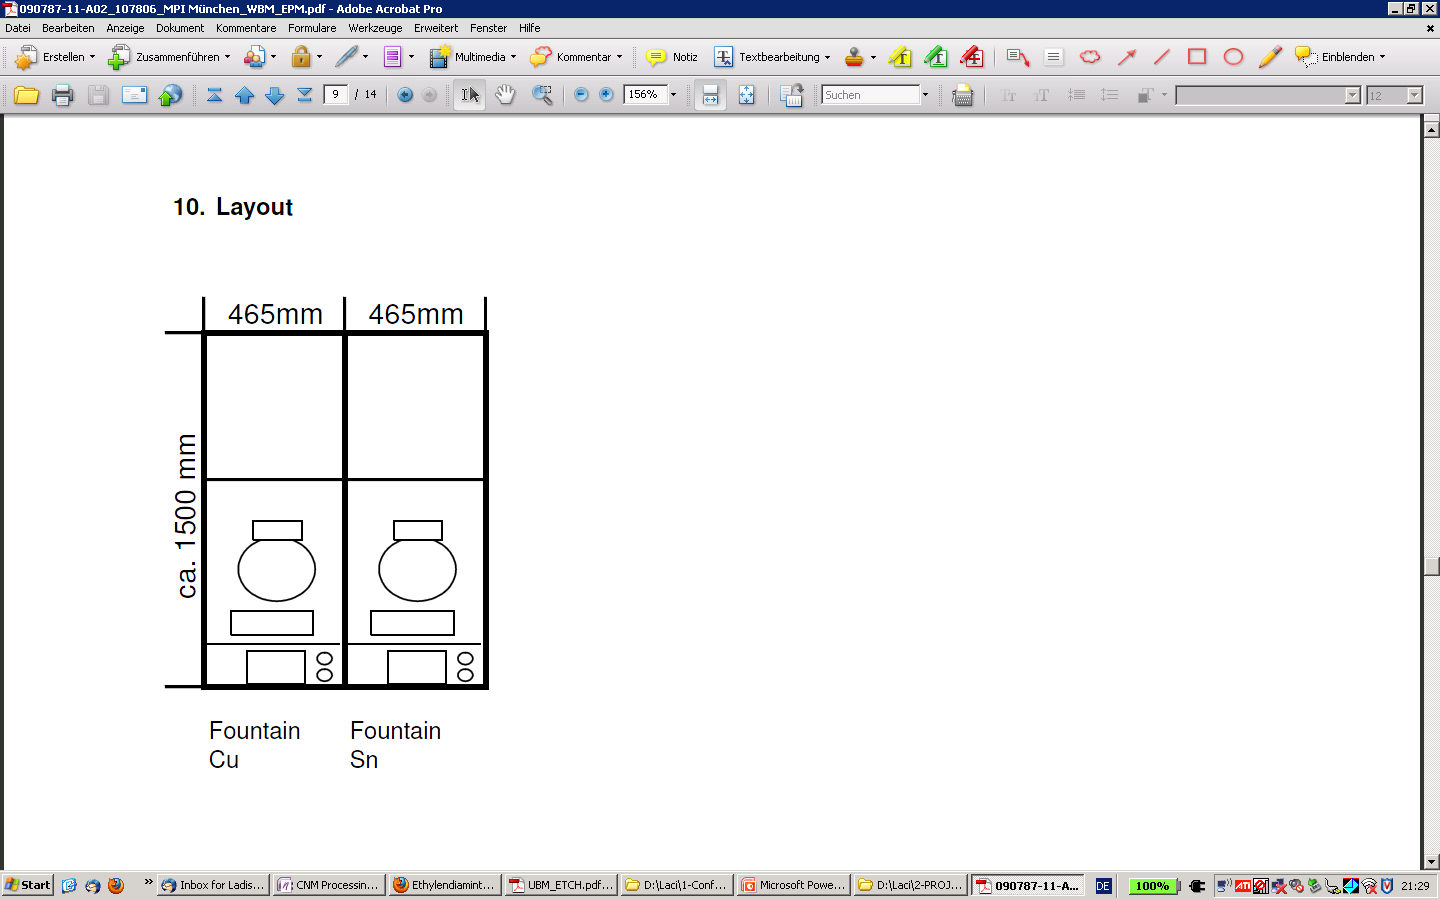 090787-11-A02_107806_MPI München_WBM_EPM.pdf - Adobe Acrobat Pro
Datei Bearbeiten Anzeige Dokument Kommentare Formulare Werkzeuge Erweitert Fenster Hilfe
Erstellen Zusammenführen Multimedia Kommentar Notiz Textbearbeitung Einblenden
9 / 14 156% Suchen 12
10. Layout
465mm 465mm
ca. 1500 mm
Fountain Fountain
Cu Sn
Start » Inbox for Ladis... CNM Processin... Ethylendiamint... UBM_ETCH.pdf... D:\Laci\1-Conf... Microsoft Powe... D:\Laci\2-PROJ... 090787-11-A... DE 100% ATI 21:29